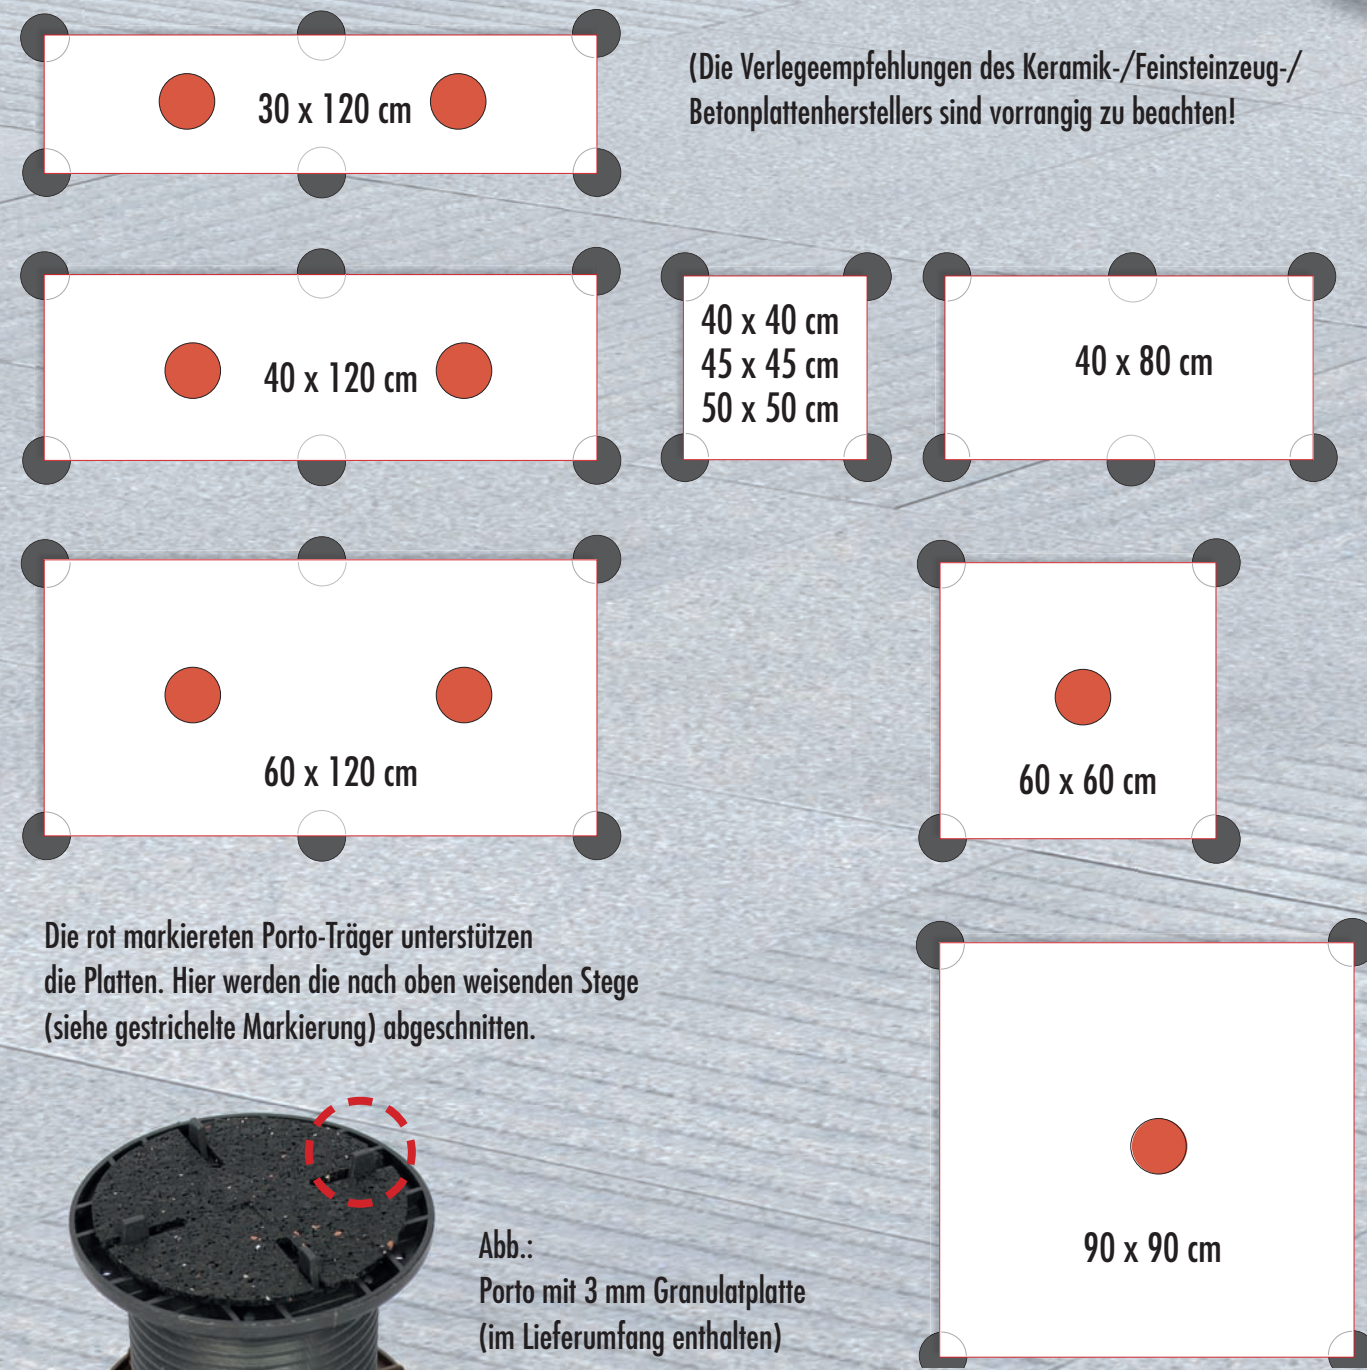 30 x 120 cm
(Die Verlegeempfehlungen des Keramik-/Feinsteinzeug-/
Betonplattenherstellers sind vorrangig zu beachten!
40 x 120 cm
40 x 40 cm
45 x 45 cm
50 x 50 cm
40 x 80 cm
60 x 120 cm
60 x 60 cm
Die rot markiereten Porto-Träger unterstützen
die Platten. Hier werden die nach oben weisenden Stege
(siehe gestrichelte Markierung) abgeschnitten.
Abb.:
Porto mit 3 mm Granulatplatte
(im Lieferumfang enthalten)
90 x 90 cm